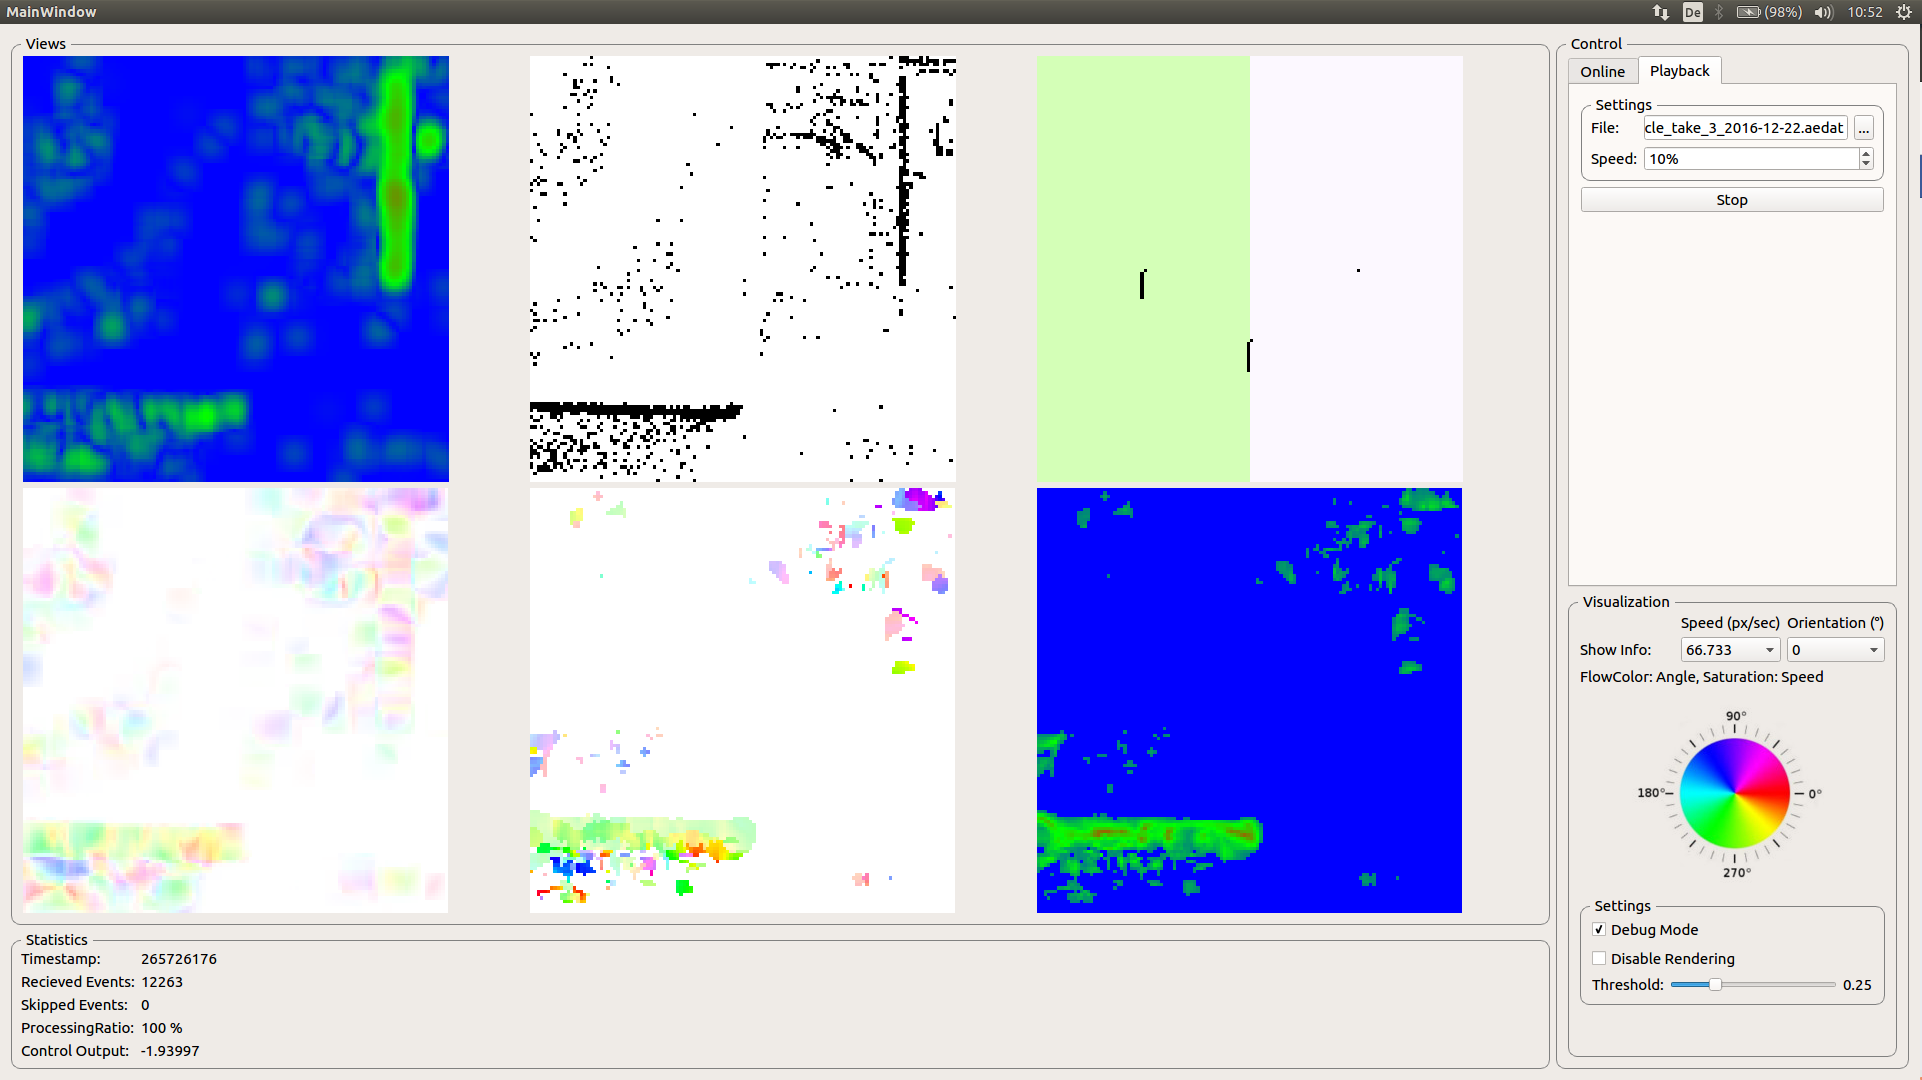 MainWindow
De
(98%)
10:52
Views
Control
Online
Playback
Settings
File: cle_take_3_2016-12-22.aedat ...
Speed: 10%
Stop
Visualization
Speed (px/sec) Orientation (°)
Show Info: 66.733 0
FlowColor: Angle, Saturation: Speed
90°
180°
0°
270°
Settings
Debug Mode
Disable Rendering
Threshold: 0.25
Statistics
Timestamp: 265726176
Recieved Events: 12263
Skipped Events: 0
ProcessingRatio: 100 %
Control Output: -1.93997